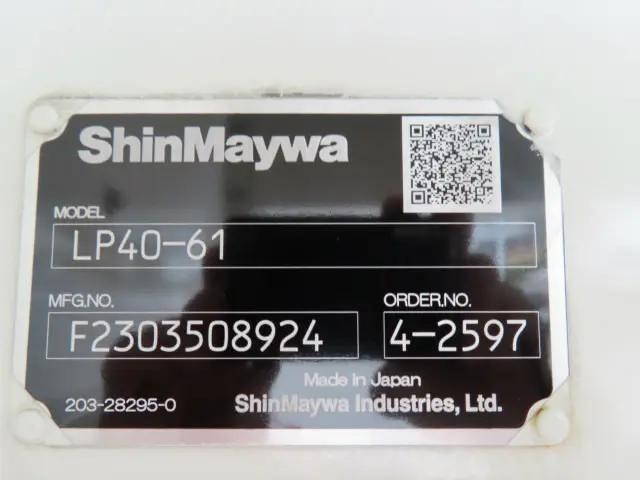 ShinMaywa
MODEL
LP40-61
MFG.NO.
F2303508924
ORDER.NO.
4-2597
Made In Japan
203-28295-0
ShinMaywa Industries, Ltd.